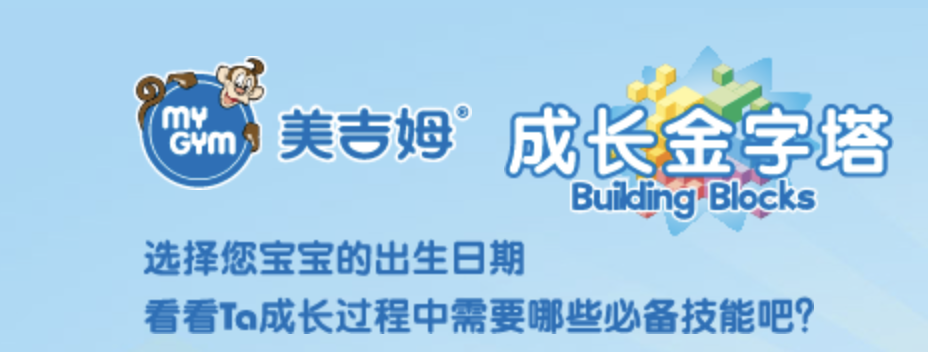 MY GYM 美吉姆®
成长金字塔
Building Blocks
选择您宝宝的出生日期
看看Ta成长过程中需要哪些必备技能吧?